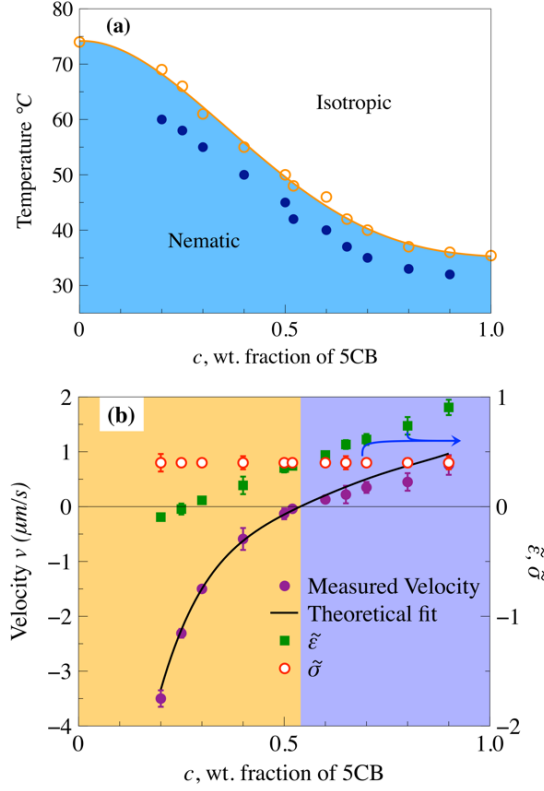 (a)
80
70
60
50
40
30
Temperature °C
Isotropic
Nematic
0
0.5
1.0
c, wt. fraction of 5CB
(b)
2
1
0
−1
−2
−3
−4
Velocity v (μm/s)
1
0
−1
−2
ε̃, σ̃
Measured Velocity
Theoretical fit
ε̃
σ̃
0
0.5
1.0
c, wt. fraction of 5CB